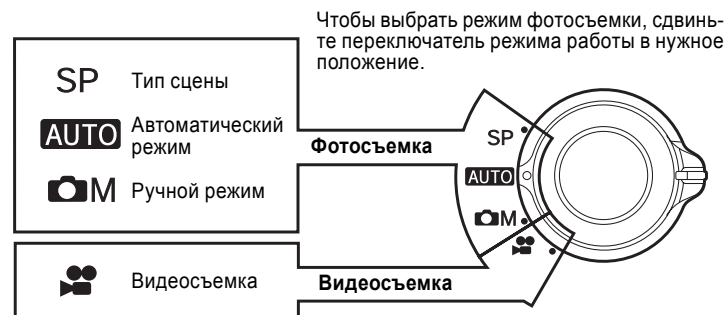 Чтобы выбрать режим фотосъемки, сдвинь-
те переключатель режима работы в нужное
положение.
SP Тип сцены
AUTO Автоматический
режим
M Ручной режим
Фотосъемка
SP
AUTO
M
Видеосъемка
Видеосъемка